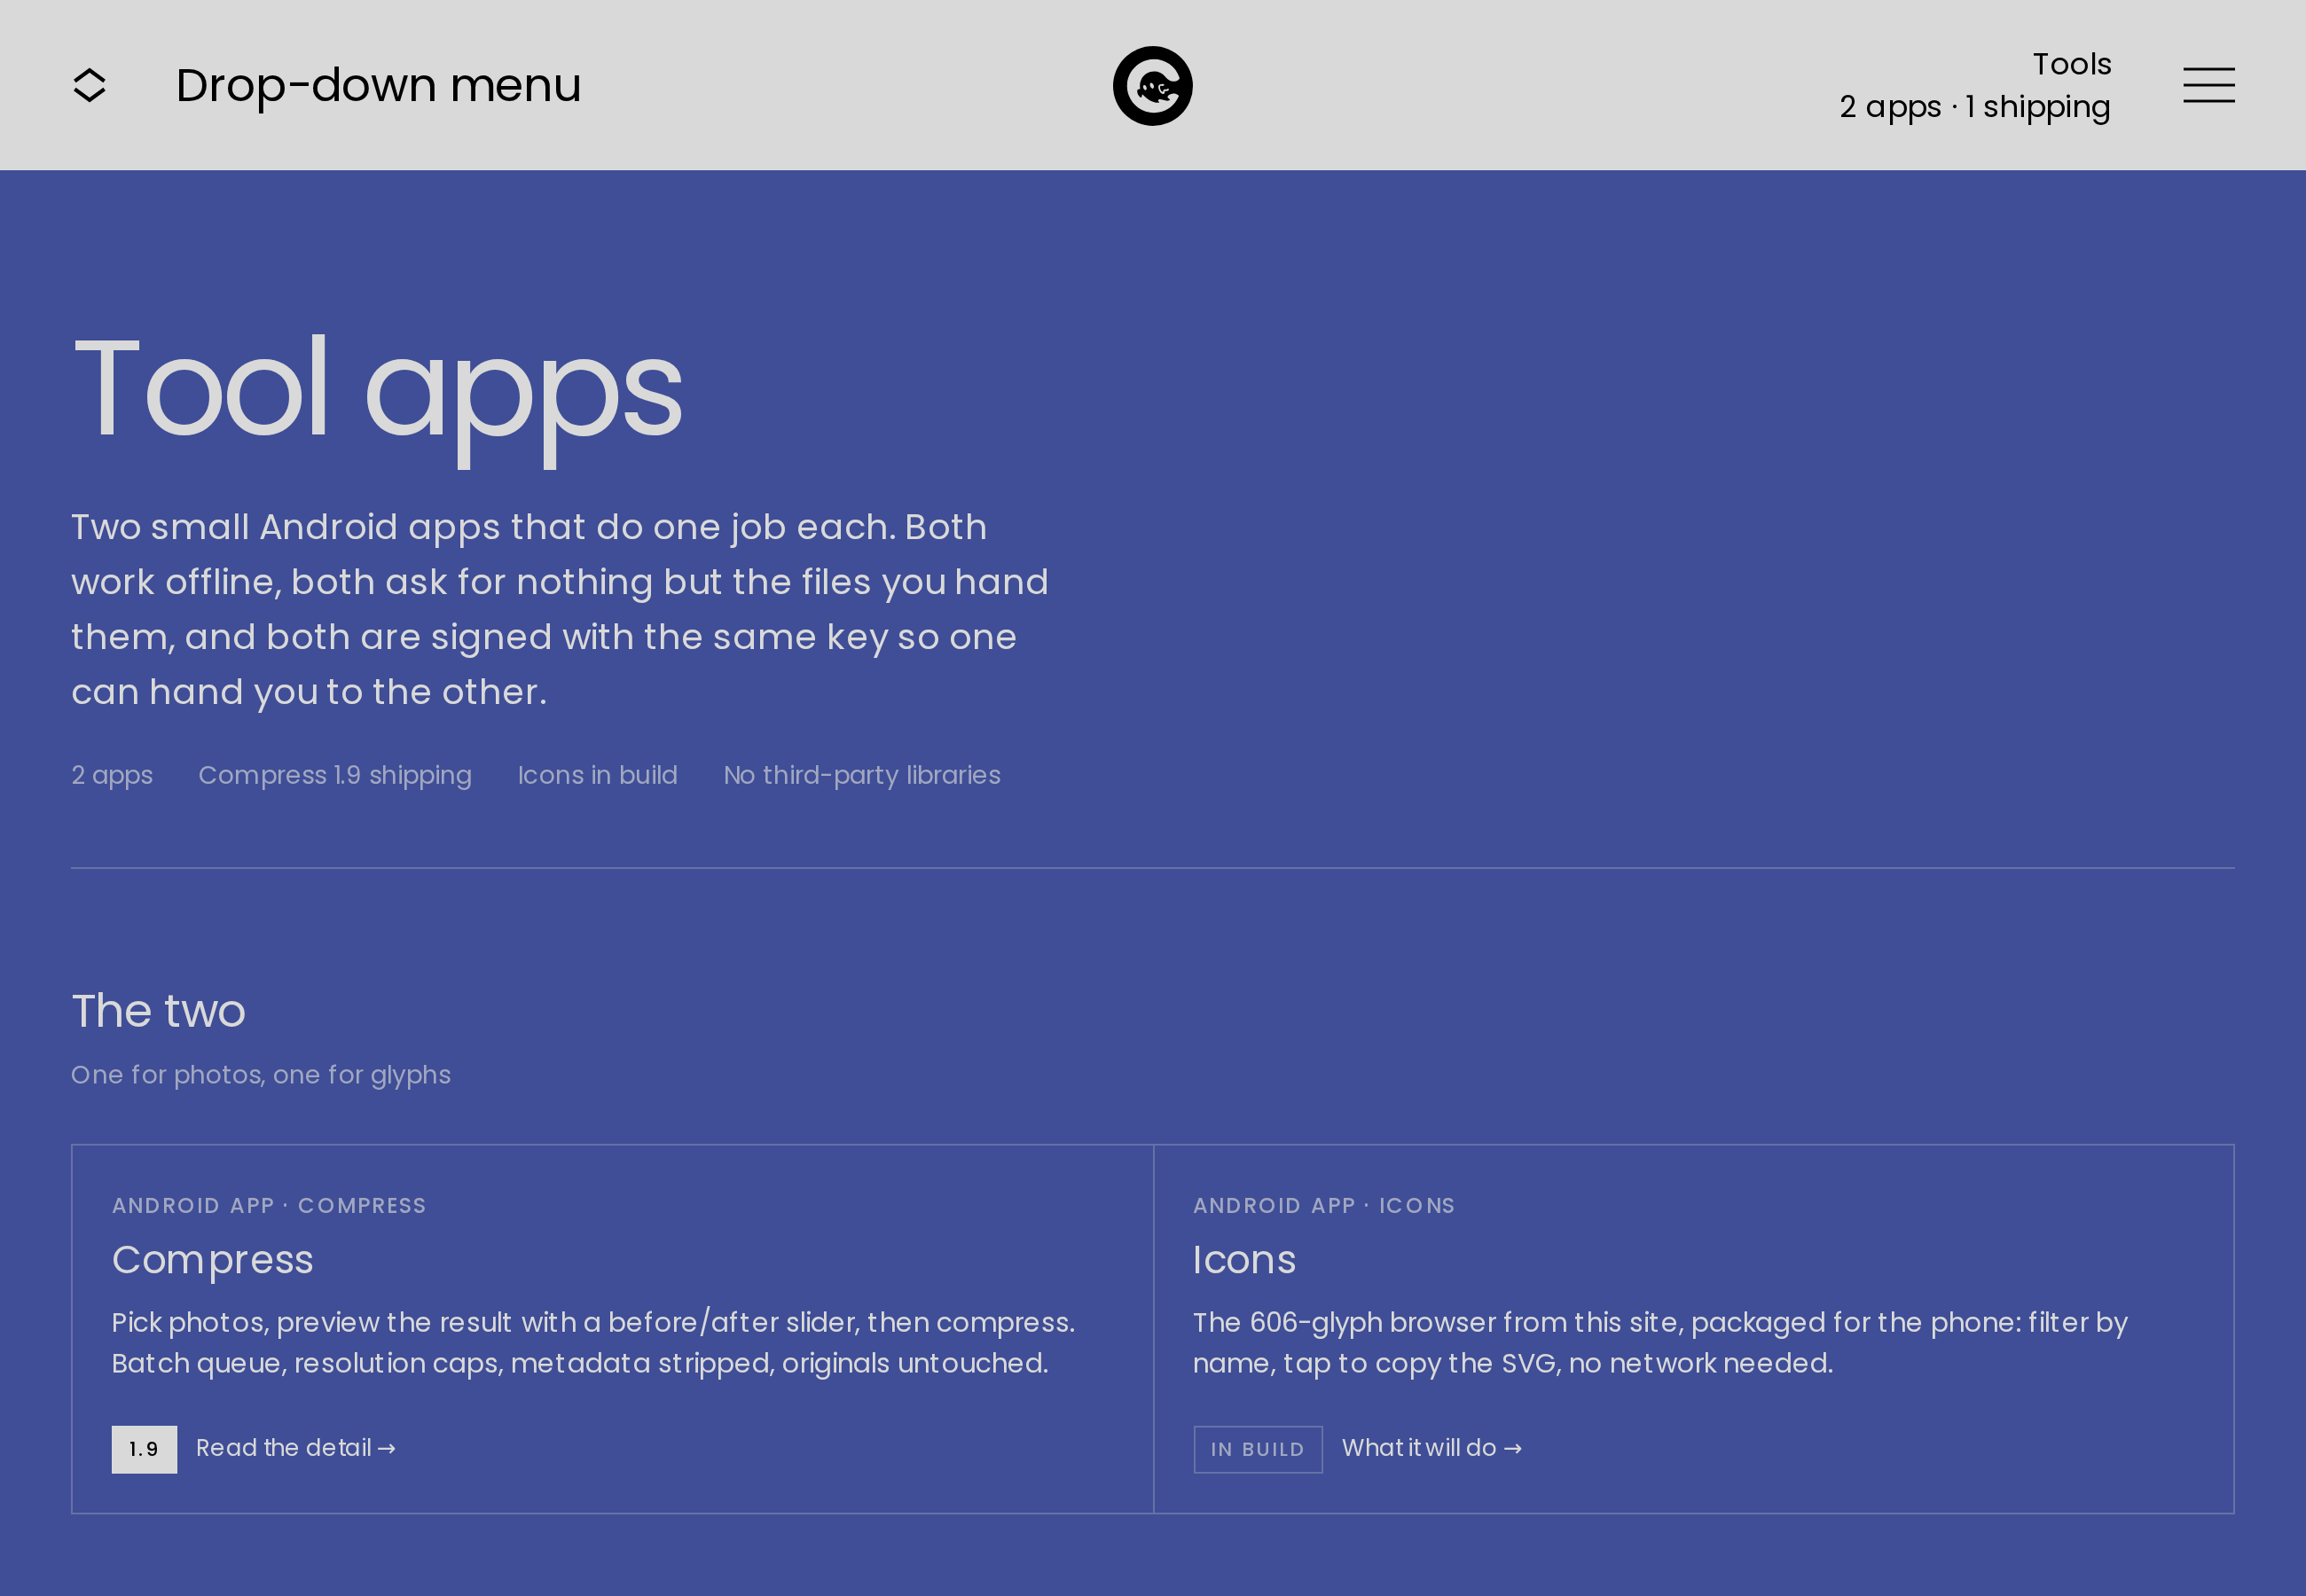 Drop-down menu
Tools
2 apps · 1 shipping
Tool apps
Two small Android apps that do one job each. Both
work offline, both ask for nothing but the files you hand
them, and both are signed with the same key so one
can hand you to the other.
2 apps Compress 1.9 shipping Icons in build No third-party libraries
The two
One for photos, one for glyphs
ANDROID APP · COMPRESS
Compress
Pick photos, preview the result with a before/after slider, then compress.
Batch queue, resolution caps, metadata stripped, originals untouched.
1.9 Read the detail →
ANDROID APP · ICONS
Icons
The 606-glyph browser from this site, packaged for the phone: filter by
name, tap to copy the SVG, no network needed.
IN BUILD What it will do →